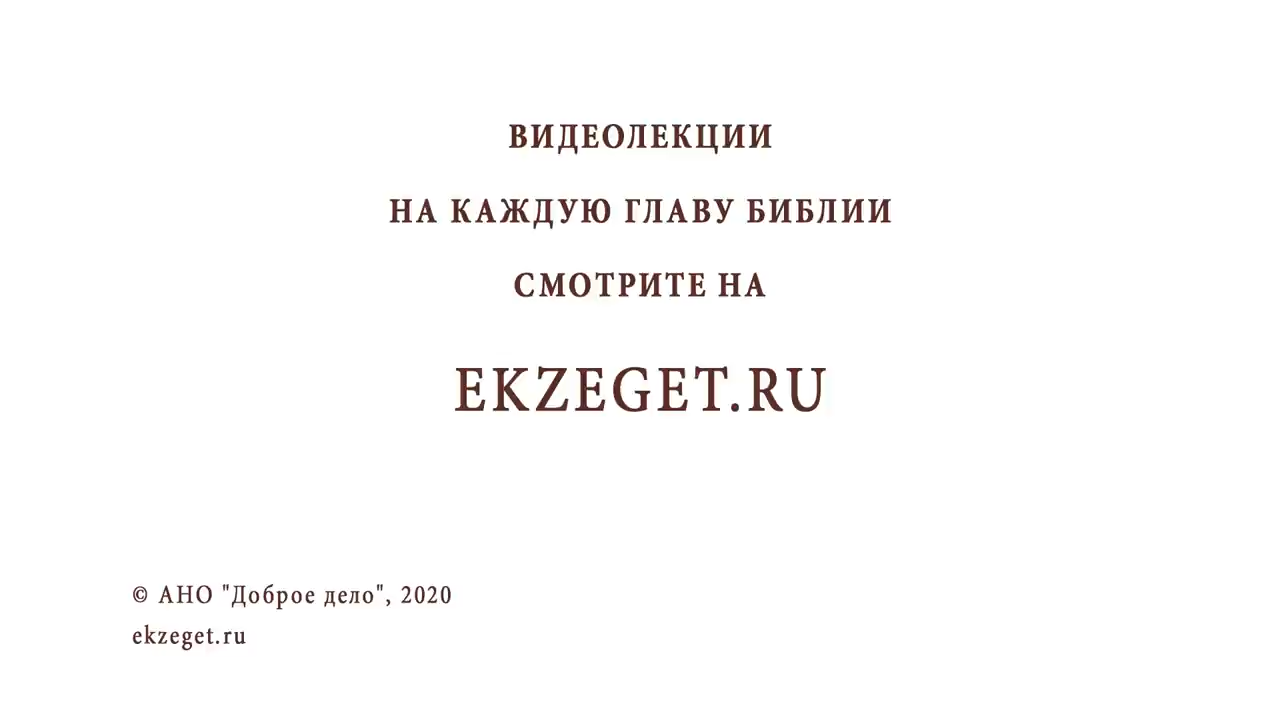 ВИДЕОЛЕКЦИИ
НА КАЖДУЮ ГЛАВУ БИБЛИИ
СМОТРИТЕ НА
EKZEGET.RU
© АНО "Доброе дело", 2020
ekzeget.ru